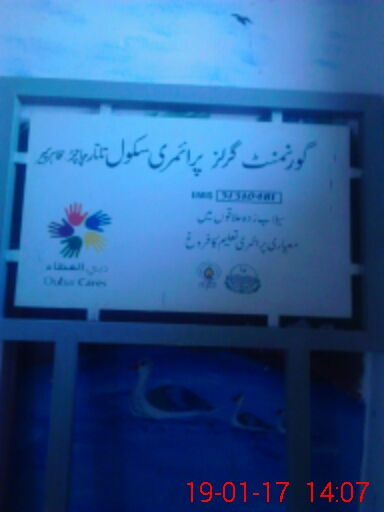 گورنمنٹ گرلز پرائمری سکول
EMIS
سیلاب زدہ علاقوں میں
معیاری پرائمری تعلیم کا فروغ
دبي العطاء
Dubai Cares
19-01-17 14:07